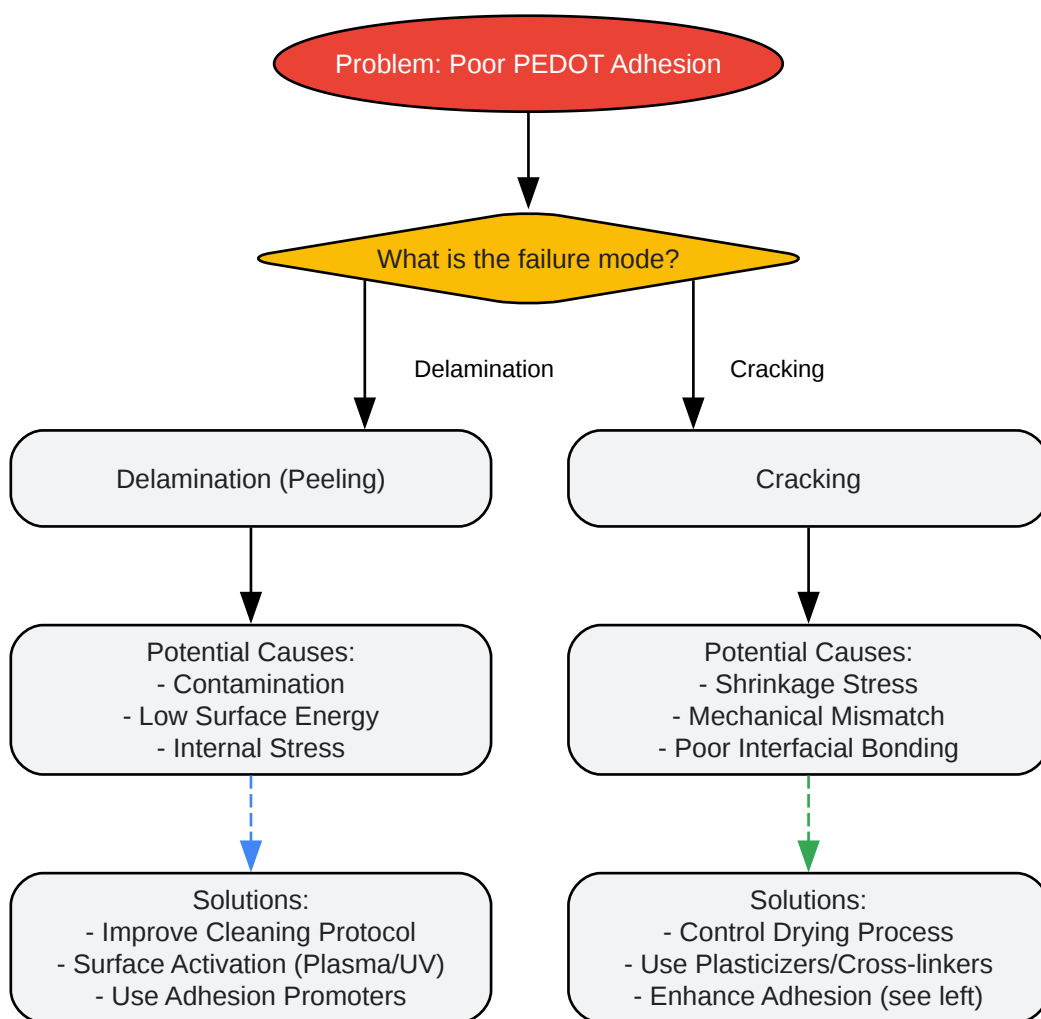 Problem: Poor PEDOT Adhesion
What is the failure mode?
Delamination
Cracking
Delamination (Peeling)
Cracking
Potential Causes:
- Contamination
- Low Surface Energy
- Internal Stress
Potential Causes:
- Shrinkage Stress
- Mechanical Mismatch
- Poor Interfacial Bonding
Solutions:
- Improve Cleaning Protocol
- Surface Activation (Plasma/UV)
- Use Adhesion Promoters
Solutions:
- Control Drying Process
- Use Plasticizers/Cross-linkers
- Enhance Adhesion (see left)